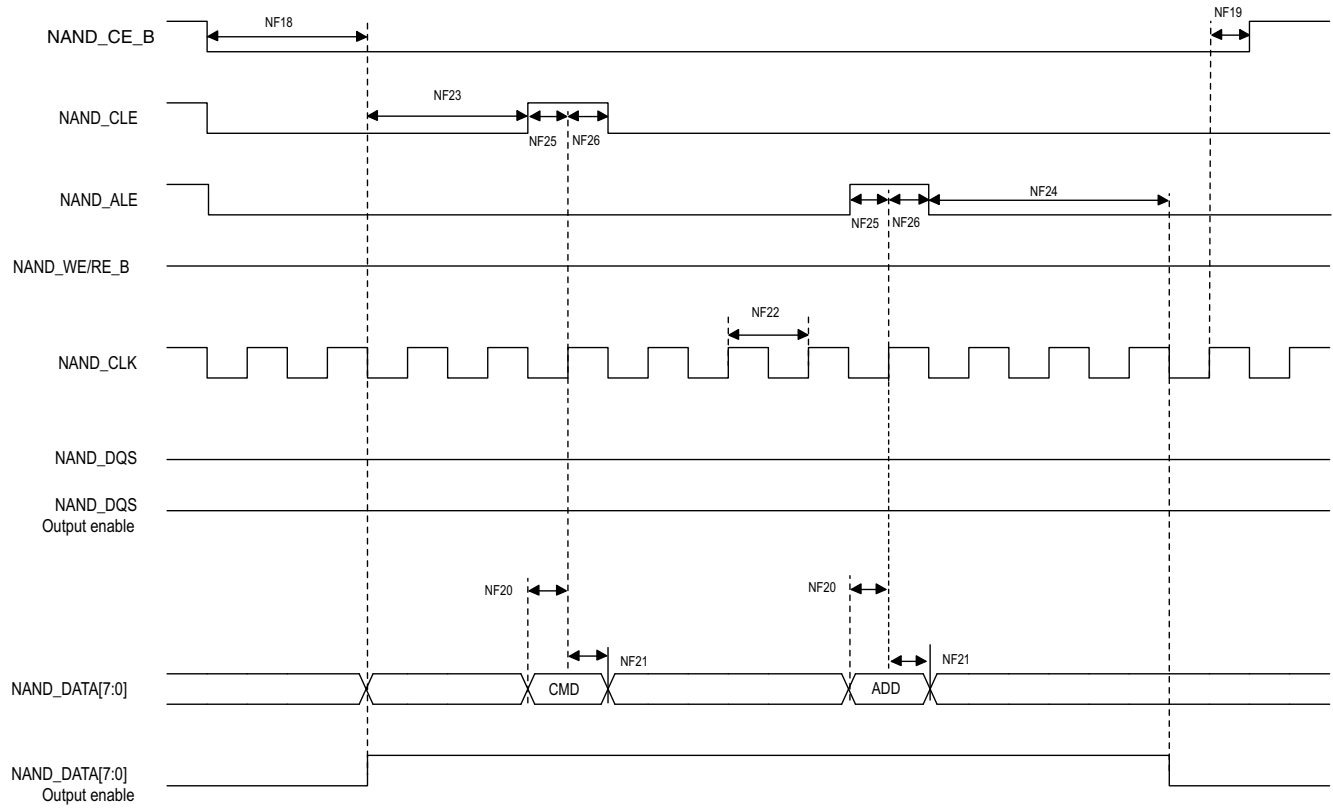 NF18
NF19
NAND_CE_B
NF23
NAND_CLE
NF25 NF26
NF24
NAND_ALE
NF25 NF26
NAND_WE/RE_B
NF22
NAND_CLK
NAND_DQS
NAND_DQS
Output enable
NF20
NF20
NF21
NF21
NAND_DATA[7:0]
CMD
ADD
NAND_DATA[7:0]
Output enable